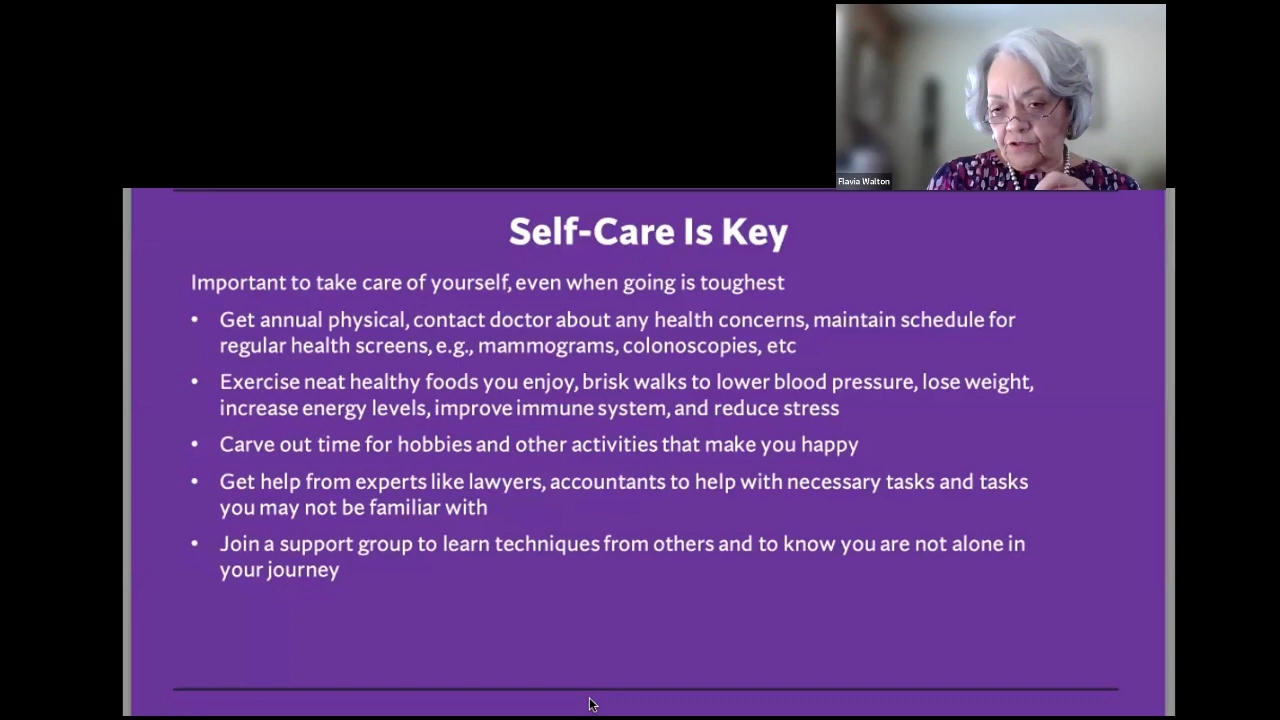 Flavia Walton
Self-Care Is Key
Important to take care of yourself, even when going is toughest
• Get annual physical, contact doctor about any health concerns, maintain schedule for
regular health screens, e.g., mammograms, colonoscopies, etc
• Exercise neat healthy foods you enjoy, brisk walks to lower blood pressure, lose weight,
increase energy levels, improve immune system, and reduce stress
• Carve out time for hobbies and other activities that make you happy
• Get help from experts like lawyers, accountants to help with necessary tasks and tasks
you may not be familiar with
• Join a support group to learn techniques from others and to know you are not alone in
your journey